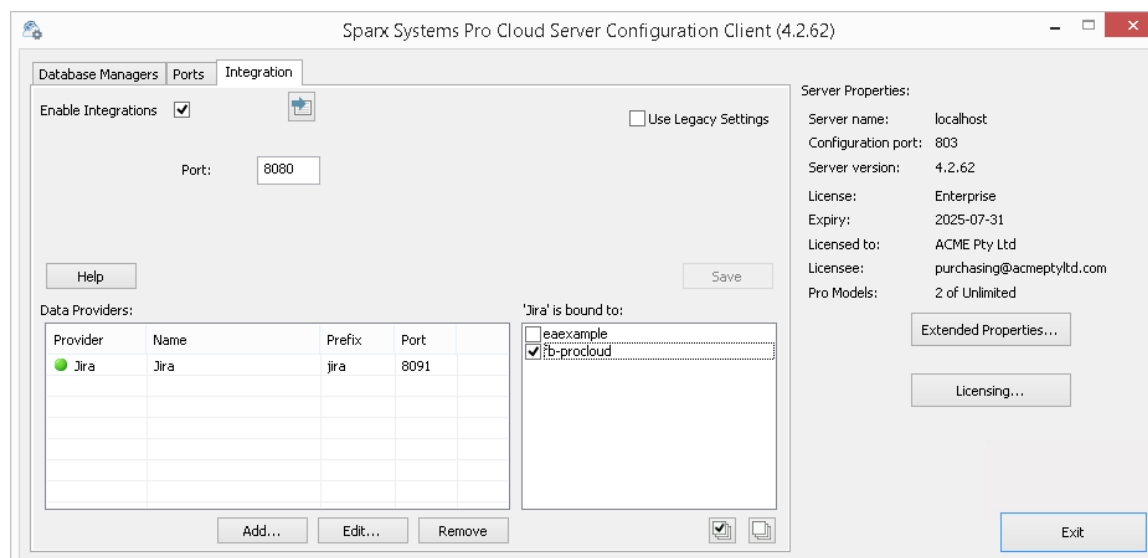 Sparx Systems Pro Cloud Server Configuration Client (4.2.62)
Database Managers Ports Integration
Enable Integrations
Use Legacy Settings
Port: 8080
Help
Save
Data Providers:
Provider Name Prefix Port
Jira Jira jira 8091
Add... Edit... Remove
'Jira' is bound to:
eaexample
fb-procloud
Server Properties:
Server name: localhost
Configuration port: 803
Server version: 4.2.62
License: Enterprise
Expiry: 2025-07-31
Licensed to: ACME Pty Ltd
Licensee: purchasing@acmeptyltd.com
Pro Models: 2 of Unlimited
Extended Properties...
Licensing...
Exit